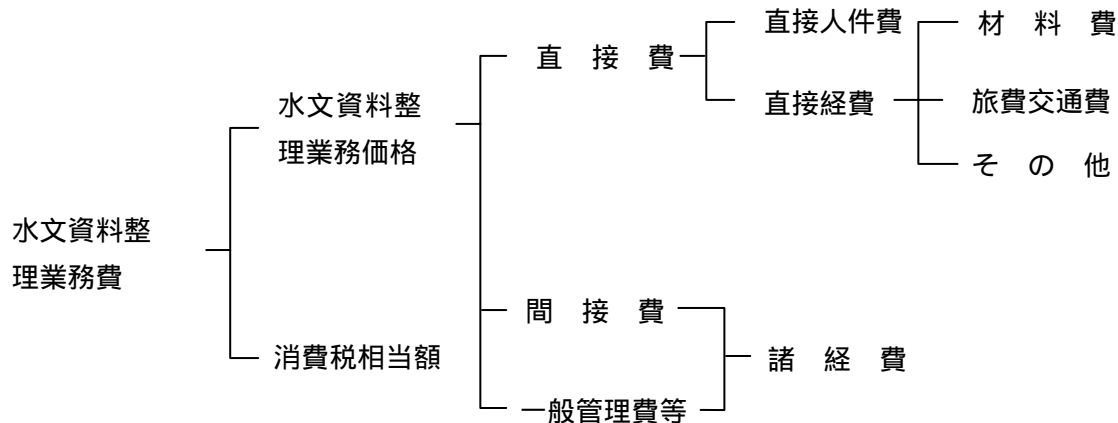 直接人件費
材料費
直接費
直接経費
旅費交通費
水文資料整
理業務価格
その他
水文資料整
理業務費
間接費
消費税相当額
諸経費
一般管理費等